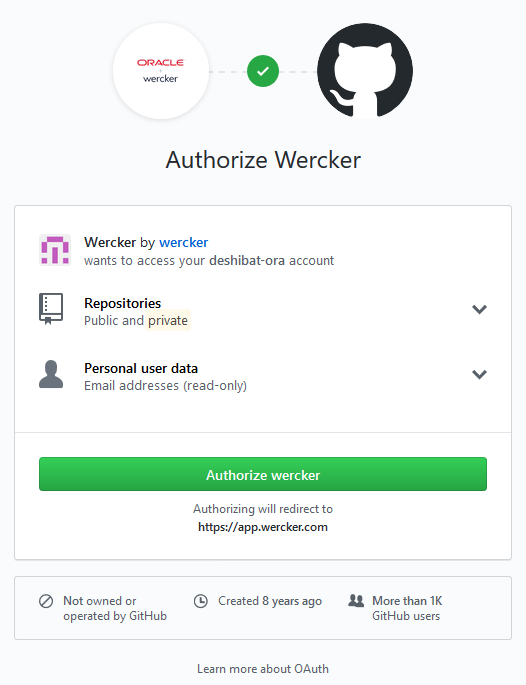 ORACLE
+
wercker
Authorize Wercker
Wercker by wercker
wants to access your deshibat-ora account
Repositories
Public and private
Personal user data
Email addresses (read-only)
Authorize wercker
Authorizing will redirect to
https://app.wercker.com
Not owned or
operated by GitHub
Created 8 years ago
More than 1K
GitHub users
Learn more about OAuth